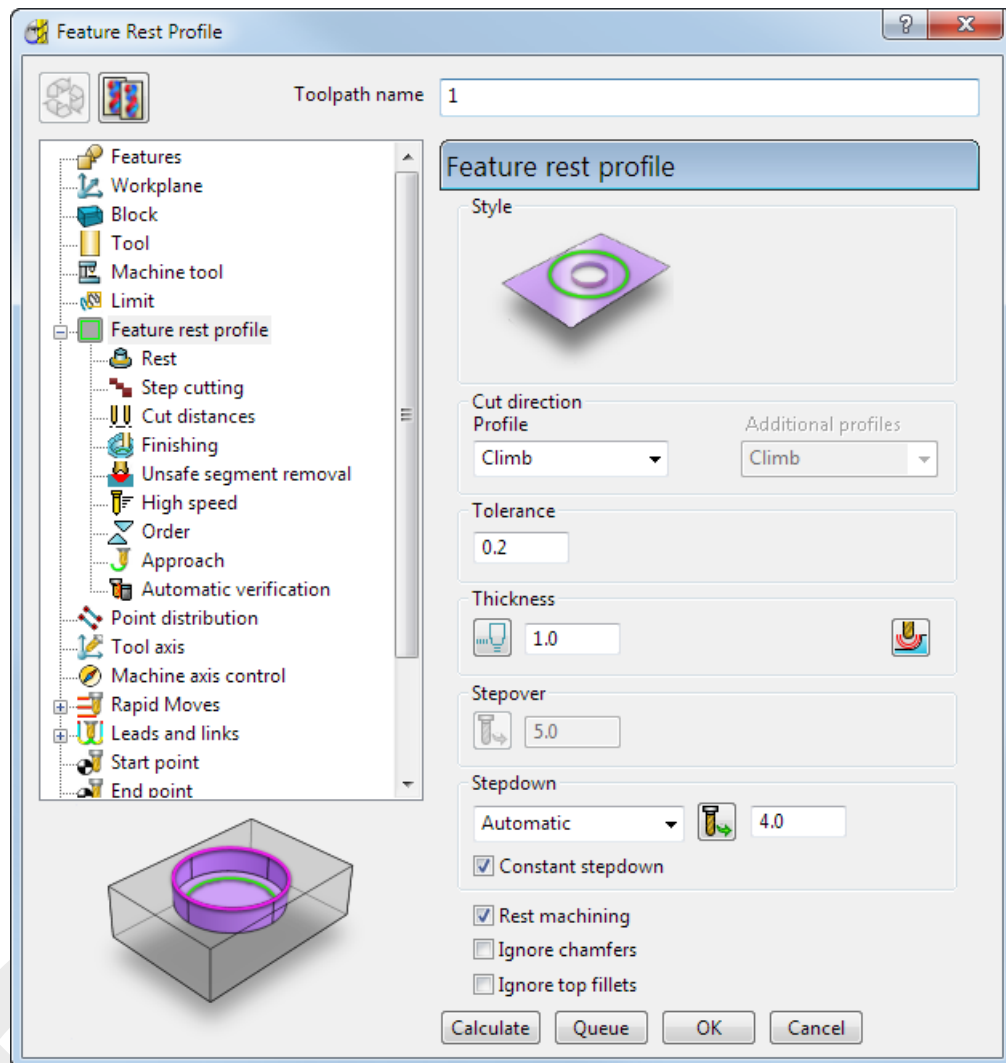 Feature Rest Profile
Toolpath name 1
Features
Workplane
Block
Tool
Machine tool
Limit
Feature rest profile
Rest
Step cutting
Cut distances
Finishing
Unsafe segment removal
High speed
Order
Approach
Automatic verification
Point distribution
Tool axis
Machine axis control
Rapid Moves
Leads and links
Start point
End point
Feature rest profile
Style
Cut direction
Profile Additional profiles
Climb Climb
Tolerance
0.2
Thickness
1.0
Stepover
5.0
Stepdown
Automatic 4.0
Constant stepdown
Rest machining
Ignore chamfers
Ignore top fillets
Calculate Queue OK Cancel